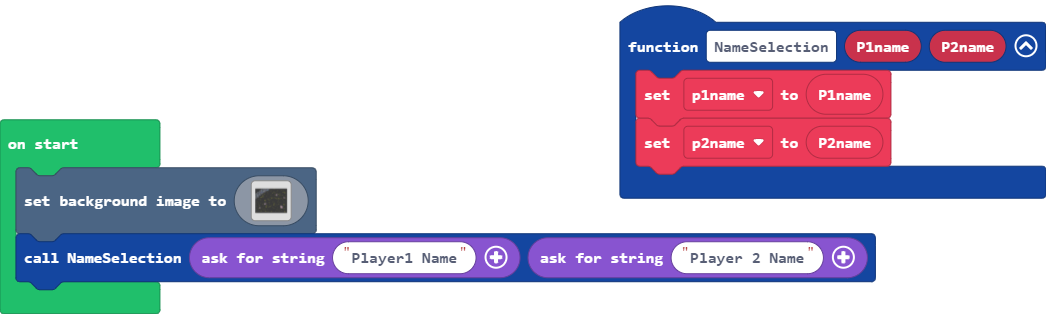 function NameSelection P1name P2name
set p1name to P1name
set p2name to P2name
on start
set background image to
call NameSelection ask for string "Player1 Name" ask for string "Player 2 Name"